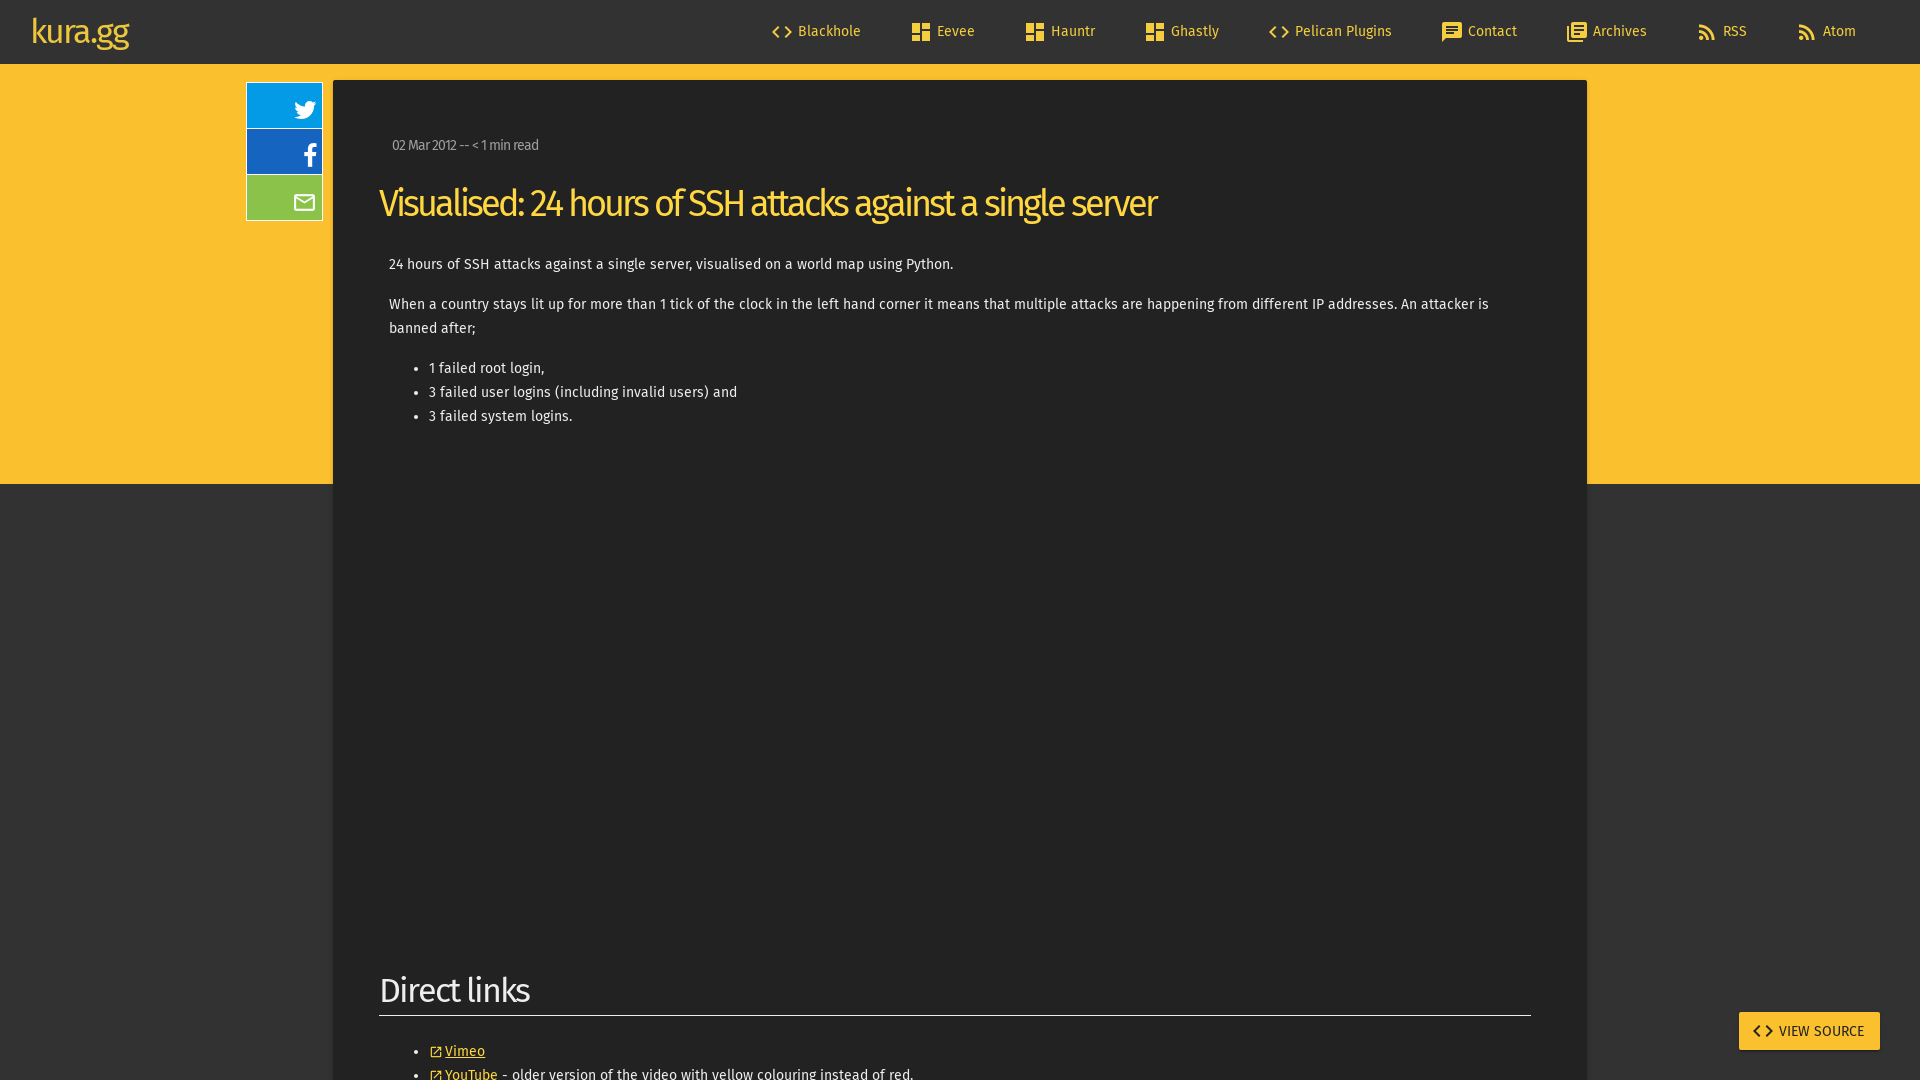 kura.gg
Blackhole
Eevee
Hauntr
Ghastly
Pelican Plugins
Contact
Archives
RSS
Atom
02 Mar 2012 -- < 1 min read
Visualised: 24 hours of SSH attacks against a single server
24 hours of SSH attacks against a single server, visualised on a world map using Python.
When a country stays lit up for more than 1 tick of the clock in the left hand corner it means that multiple attacks are happening from different IP addresses. An attacker is
banned after;
1 failed root login,
3 failed user logins (including invalid users) and
3 failed system logins.
Direct links
Vimeo
YouTube - older version of the video with yellow colouring instead of red.
VIEW SOURCE